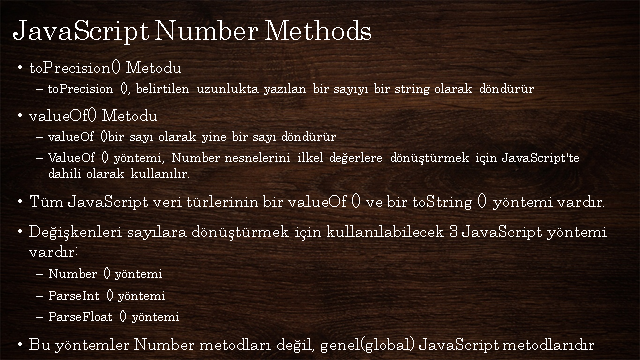 JavaScript Number Methods
• toPrecision() Metodu
– toPrecision (), belirtilen uzunlukta yazılan bir sayıyı bir string olarak döndürür
• valueOf() Metodu
– valueOf ()bir sayı olarak yine bir sayı döndürür
– ValueOf () yöntemi, Number nesnelerini ilkel değerlere dönüştürmek için JavaScript'te
dahili olarak kullanılır.
• Tüm JavaScript veri türlerinin bir valueOf () ve bir toString () yöntemi vardır.
• Değişkenleri sayılara dönüştürmek için kullanılabilecek 3 JavaScript yöntemi
vardır:
– Number () yöntemi
– ParseInt () yöntemi
– ParseFloat () yöntemi
• Bu yöntemler Number metodları değil, genel(global) JavaScript metodlarıdır